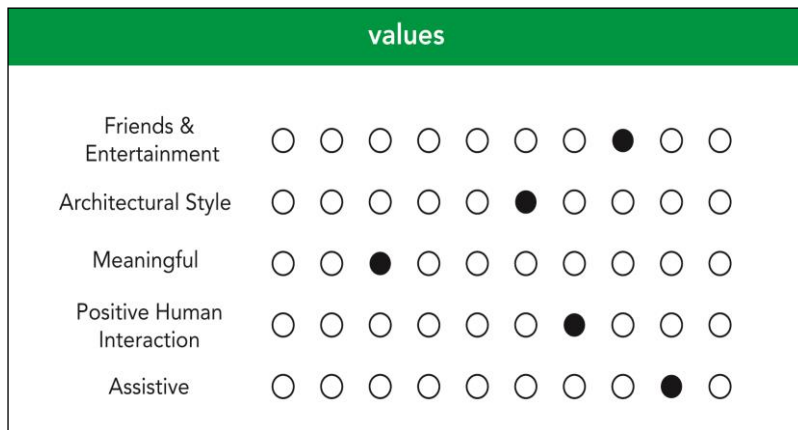 values
Friends &
Entertainment
Architectural Style
Meaningful
Positive Human
Interaction
Assistive